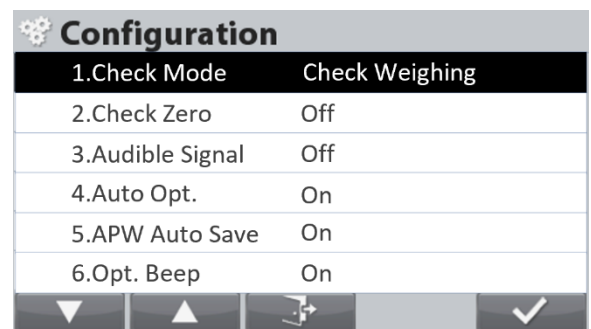 Configuration
1.Check Mode Check Weighing
2.Check Zero Off
3.Audible Signal Off
4.Auto Opt. On
5.APW Auto Save On
6.Opt. Beep On